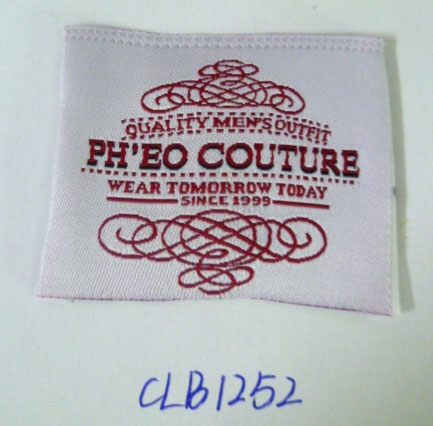 QUALITY MEN'S OUTFIT
PH'EO COUTURE
WEAR TOMORROW TODAY
SINCE 1999
CLB1252